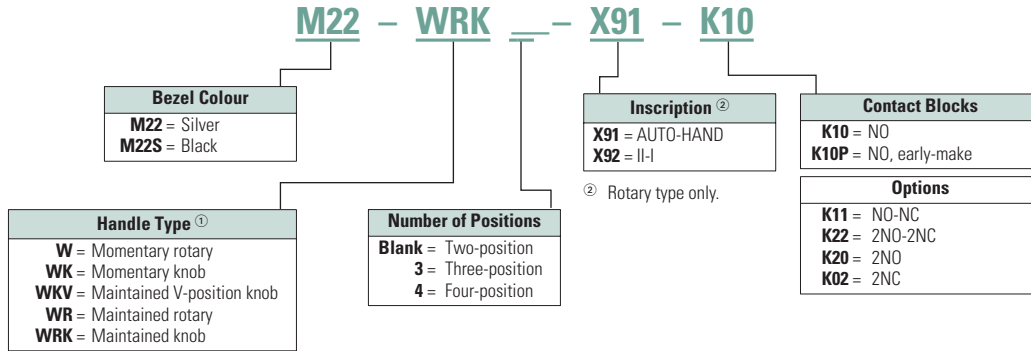 M22 – WRK __ – X91 – K10
Bezel Colour
M22 = Silver
M22S = Black
Handle Type ①
W = Momentary rotary
WK = Momentary knob
WKV = Maintained V-position knob
WR = Maintained rotary
WRK = Maintained knob
Number of Positions
Blank = Two-position
3 = Three-position
4 = Four-position
Inscription ②
X91 = AUTO-HAND
X92 = II-I
② Rotary type only.
Contact Blocks
K10 = NO
K10P = NO, early-make
Options
K11 = NO-NC
K22 = 2NO-2NC
K20 = 2NO
K02 = 2NC